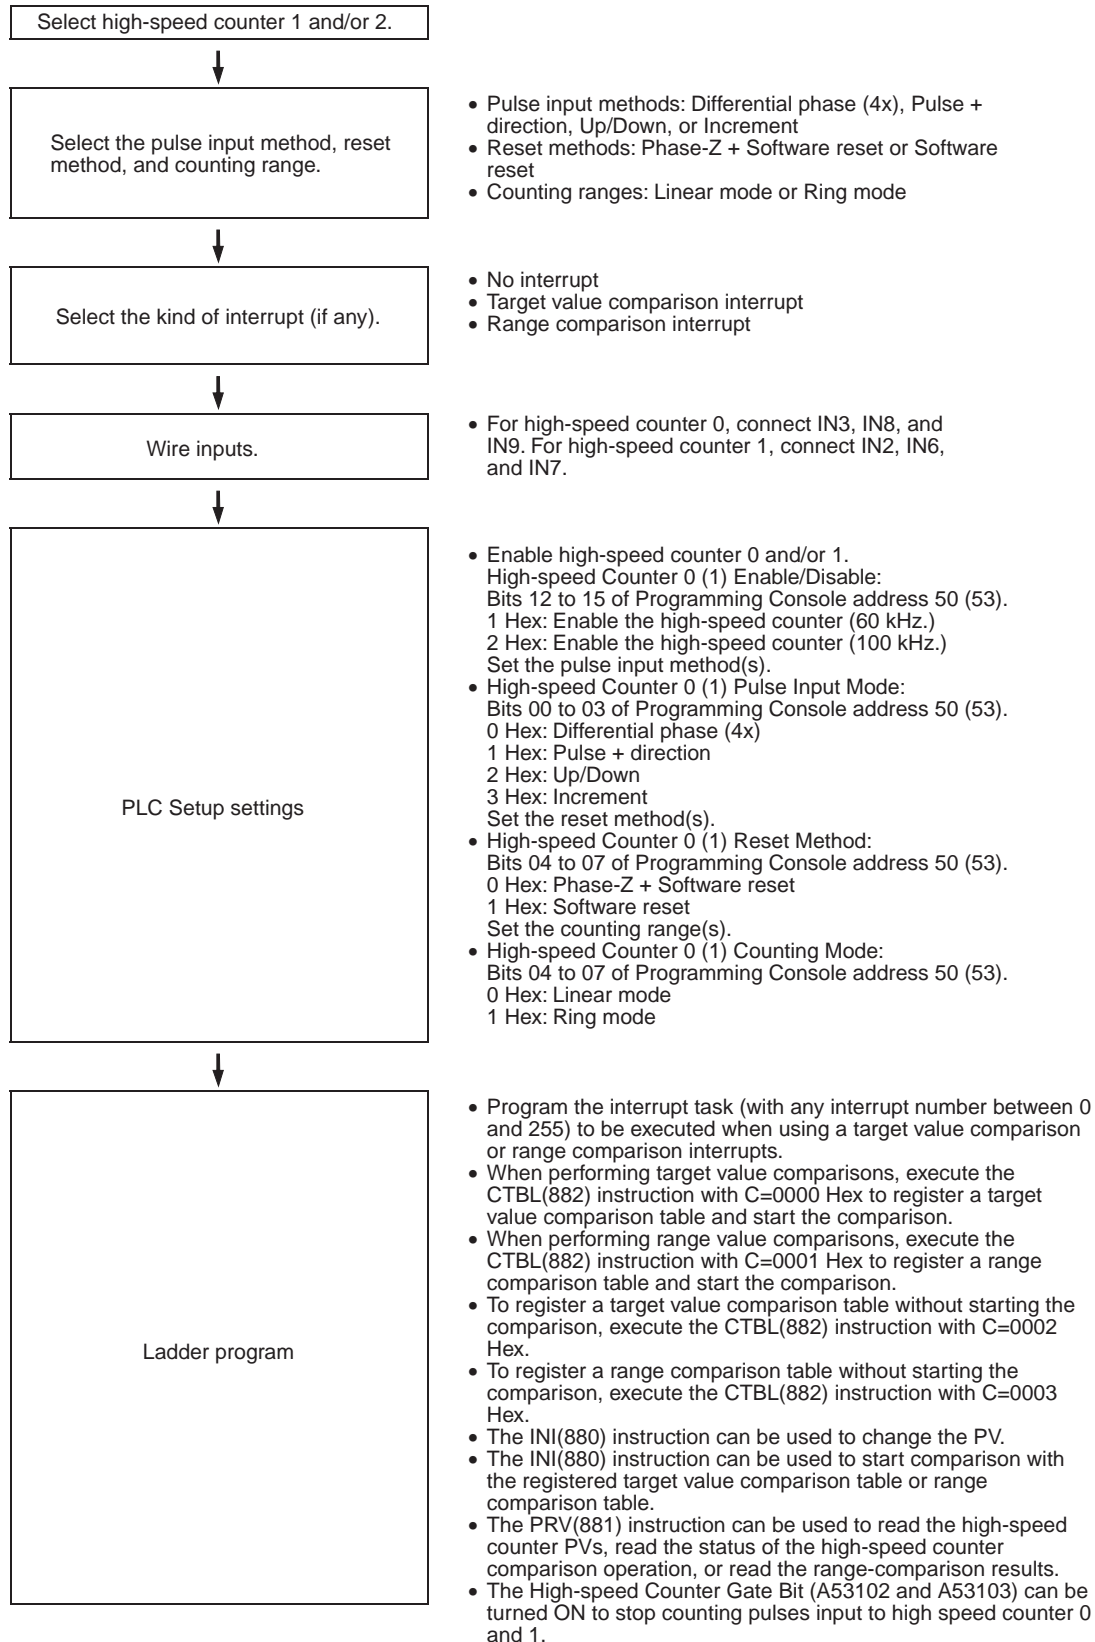 Select high-speed counter 1 and/or 2.
Select the pulse input method, reset
method, and counting range.
• Pulse input methods: Differential phase (4x), Pulse +
direction, Up/Down, or Increment
• Reset methods: Phase-Z + Software reset or Software
reset
• Counting ranges: Linear mode or Ring mode
Select the kind of interrupt (if any).
• No interrupt
• Target value comparison interrupt
• Range comparison interrupt
Wire inputs.
• For high-speed counter 0, connect IN3, IN8, and
IN9. For high-speed counter 1, connect IN2, IN6,
and IN7.
PLC Setup settings
• Enable high-speed counter 0 and/or 1.
High-speed Counter 0 (1) Enable/Disable:
Bits 12 to 15 of Programming Console address 50 (53).
1 Hex: Enable the high-speed counter (60 kHz.)
2 Hex: Enable the high-speed counter (100 kHz.)
Set the pulse input method(s).
• High-speed Counter 0 (1) Pulse Input Mode:
Bits 00 to 03 of Programming Console address 50 (53).
0 Hex: Differential phase (4x)
1 Hex: Pulse + direction
2 Hex: Up/Down
3 Hex: Increment
Set the reset method(s).
• High-speed Counter 0 (1) Reset Method:
Bits 04 to 07 of Programming Console address 50 (53).
0 Hex: Phase-Z + Software reset
1 Hex: Software reset
Set the counting range(s).
• High-speed Counter 0 (1) Counting Mode:
Bits 04 to 07 of Programming Console address 50 (53).
0 Hex: Linear mode
1 Hex: Ring mode
Ladder program
• Program the interrupt task (with any interrupt number between 0
and 255) to be executed when using a target value comparison
or range comparison interrupts.
• When performing target value comparisons, execute the
CTBL(882) instruction with C=0000 Hex to register a target
value comparison table and start the comparison.
• When performing range value comparisons, execute the
CTBL(882) instruction with C=0001 Hex to register a range
comparison table and start the comparison.
• To register a target value comparison table without starting the
comparison, execute the CTBL(882) instruction with C=0002
Hex.
• To register a range comparison table without starting the
comparison, execute the CTBL(882) instruction with C=0003
Hex.
• The INI(880) instruction can be used to change the PV.
• The INI(880) instruction can be used to start comparison with
the registered target value comparison table or range
comparison table.
• The PRV(881) instruction can be used to read the high-speed
counter PVs, read the status of the high-speed counter
comparison operation, or read the range-comparison results.
• The High-speed Counter Gate Bit (A53102 and A53103) can be
turned ON to stop counting pulses input to high speed counter 0
and 1.